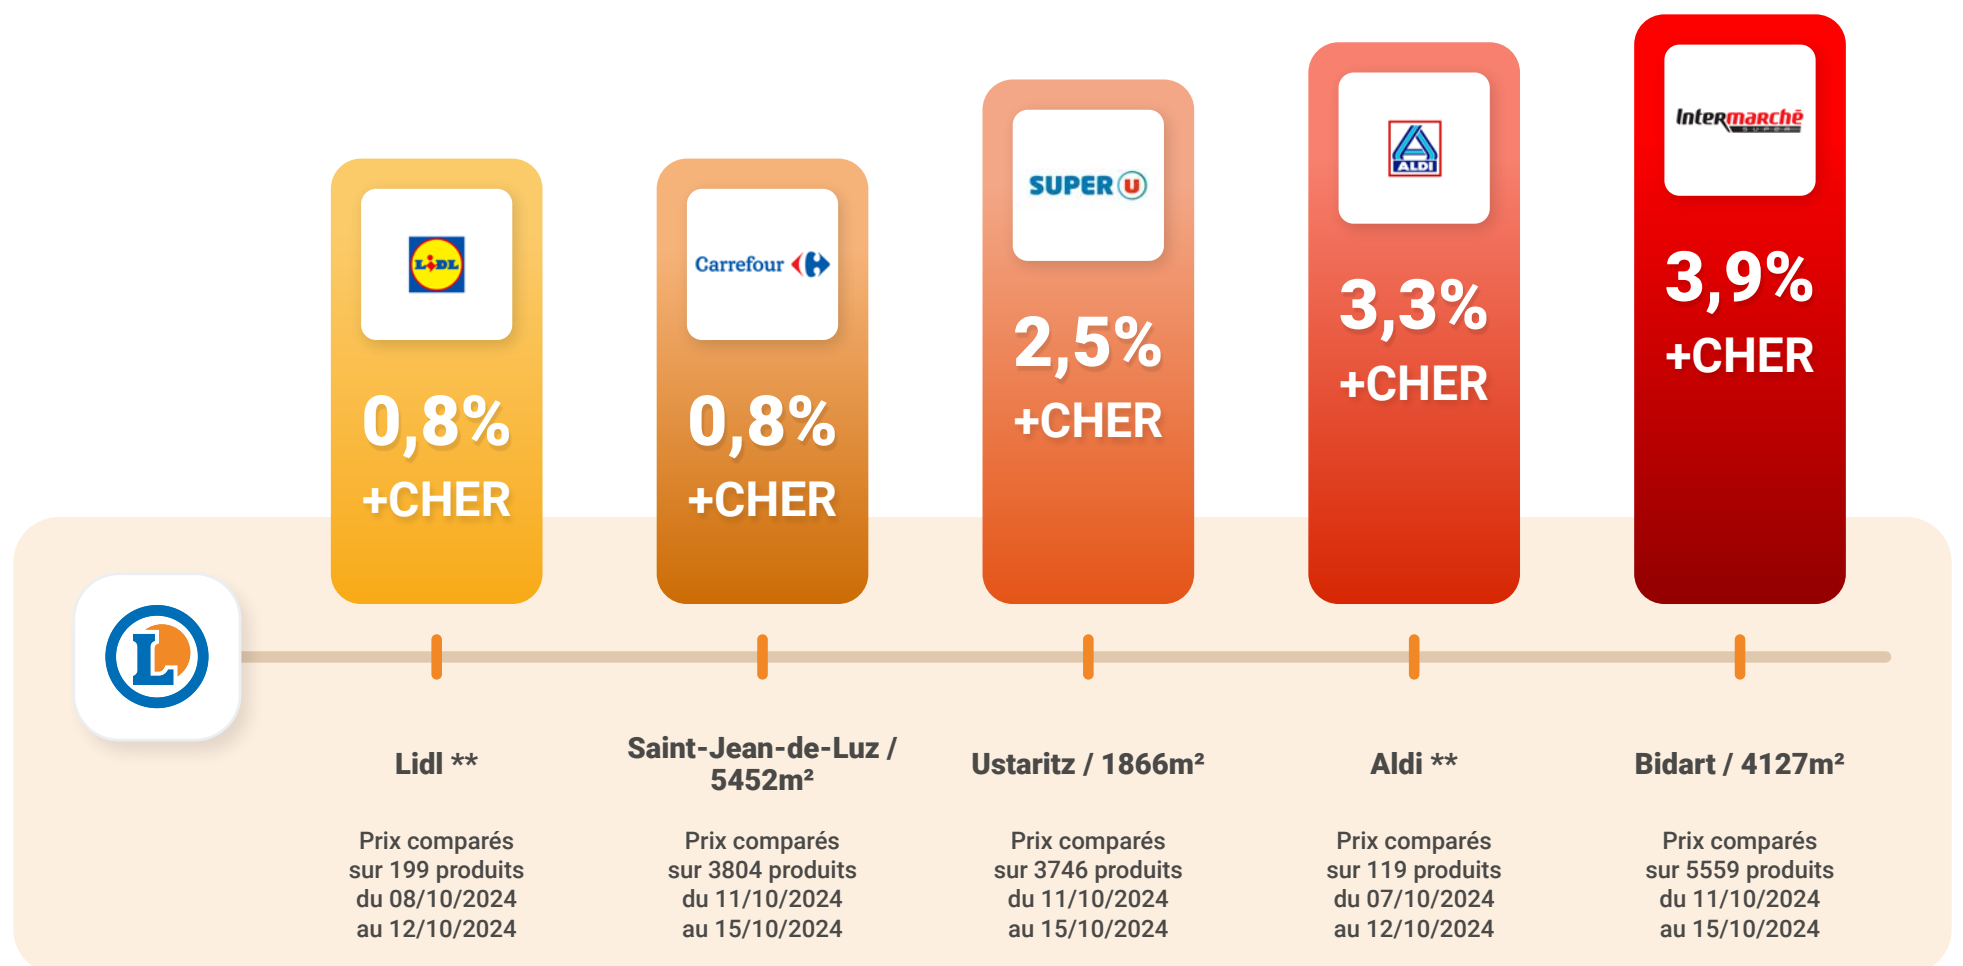 LIDL
0,8%
+CHER
Carrefour
0,8%
+CHER
SUPER U
2,5%
+CHER
ALDI
3,3%
+CHER
Intermarchē
SUPER
3,9%
+CHER
L
Lidl **
Prix comparés
sur 199 produits
du 08/10/2024
au 12/10/2024
Saint-Jean-de-Luz /
5452m²
Prix comparés
sur 3804 produits
du 11/10/2024
au 15/10/2024
Ustaritz / 1866m²
Prix comparés
sur 3746 produits
du 11/10/2024
au 15/10/2024
Aldi **
Prix comparés
sur 119 produits
du 07/10/2024
au 12/10/2024
Bidart / 4127m²
Prix comparés
sur 5559 produits
du 11/10/2024
au 15/10/2024